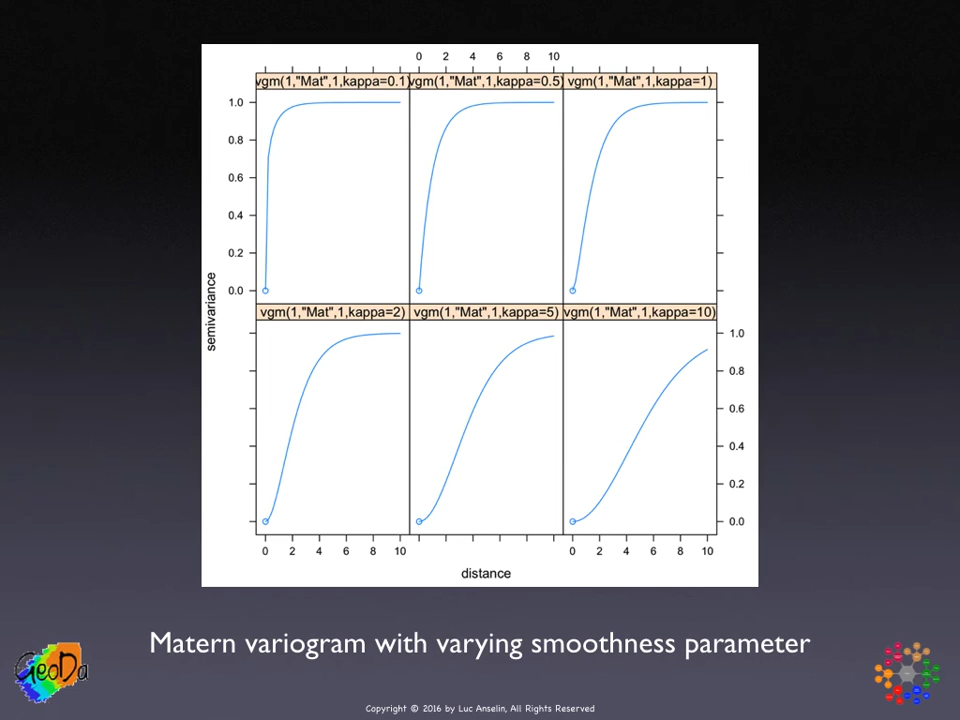 0 2 4 6 8 10
vgm(1,"Mat",1,kappa=0.1) vgm(1,"Mat",1,kappa=0.5) vgm(1,"Mat",1,kappa=1)
1.0
0.8
0.6
0.4
0.2
0.0
semivariance
vgm(1,"Mat",1,kappa=2) vgm(1,"Mat",1,kappa=5) vgm(1,"Mat",1,kappa=10)
1.0
0.8
0.6
0.4
0.2
0.0
0 2 4 6 8 10 0 2 4 6 8 10
distance
Matern variogram with varying smoothness parameter
GeoDa
Copyright © 2016 by Luc Anselin, All Rights Reserved